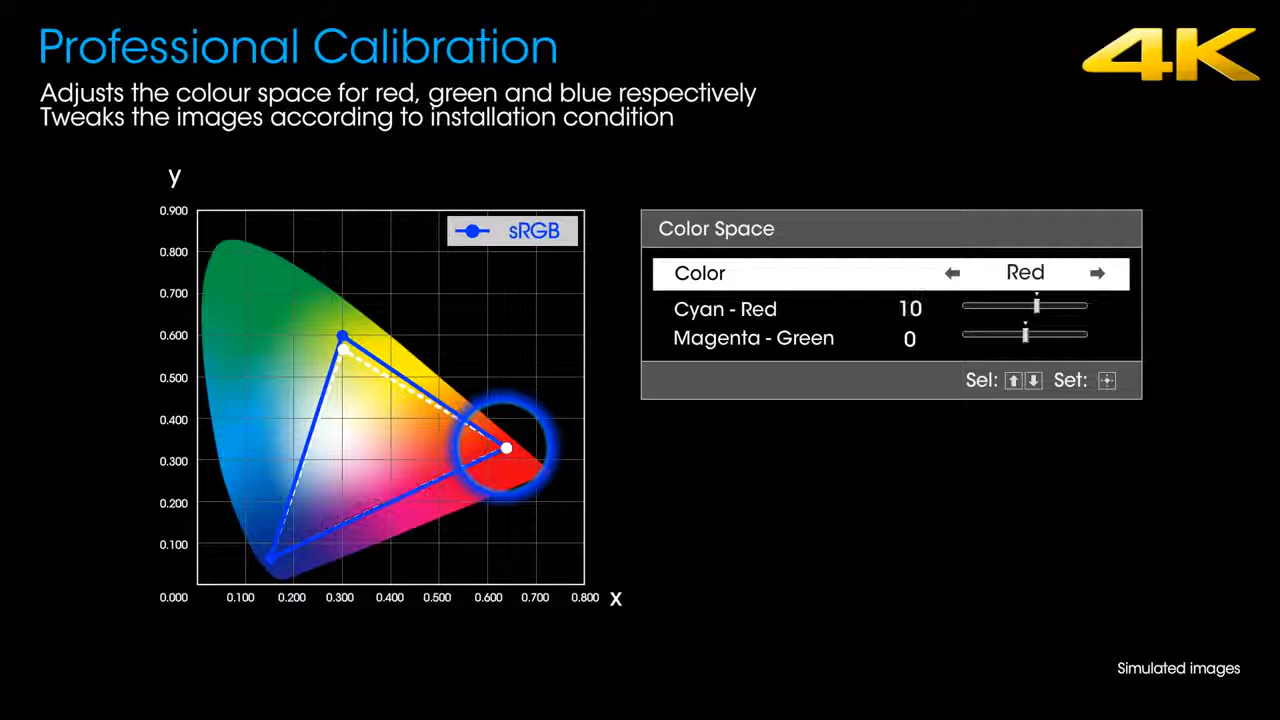 Professional Calibration
4K
Adjusts the colour space for red, green and blue respectively
Tweaks the images according to installation condition
y
0.900
0.800
0.700
0.600
0.500
0.400
0.300
0.200
0.100
0.000 0.100 0.200 0.300 0.400 0.500 0.600 0.700 0.800 x
sRGB
Color Space
Color Red
Cyan - Red 10
Magenta - Green 0
Sel: Set:
Simulated images